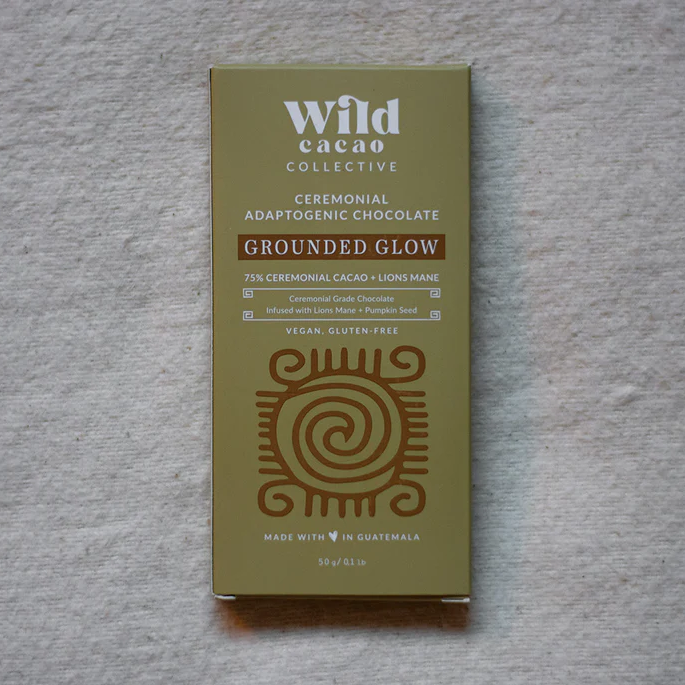 Wild
cacao
COLLECTIVE
CEREMONIAL
ADAPTOGENIC CHOCOLATE
GROUNDED GLOW
75% CEREMONIAL CACAO + LIONS MANE
Ceremonial Grade Chocolate
Infused with Lions Mane + Pumpkin Seed
VEGAN, GLUTEN-FREE
MADE WITH ♥ IN GUATEMALA
50g/ 0.1 Lb